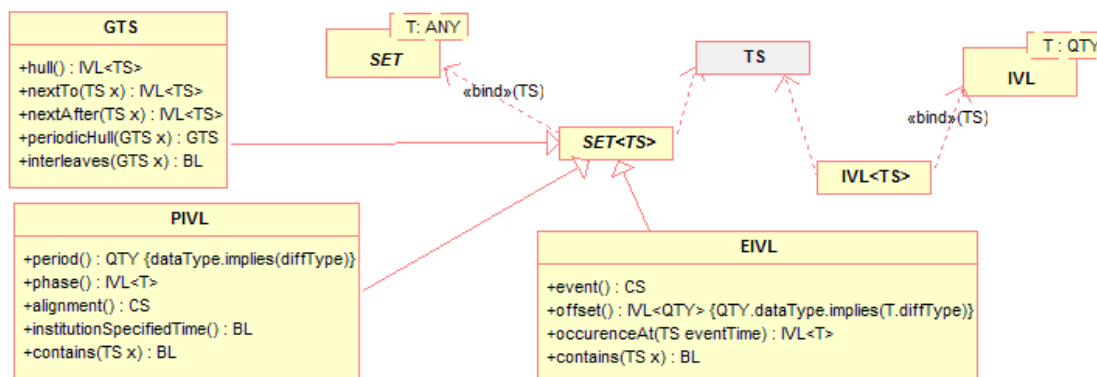 GTS
+hull() : IVL<TS>
+nextTo(TS x) : IVL<TS>
+nextAfter(TS x) : IVL<TS>
+periodicHull(GTS x) : GTS
+interleaves(GTS x) : BL
T: ANY
SET
«bind»(TS)
TS
T : QTY
IVL
«bind»(TS)
SET<TS>
IVL<TS>
PIVL
+period() : QTY {dataType.implies(diffType)}
+phase() : IVL<T>
+alignment() : CS
+institutionSpecifiedTime() : BL
+contains(TS x) : BL
EIVL
+event() : CS
+offset() : IVL<QTY> {QTY.dataType.implies(T.diffType)}
+occurenceAt(TS eventTime) : IVL<T>
+contains(TS x) : BL